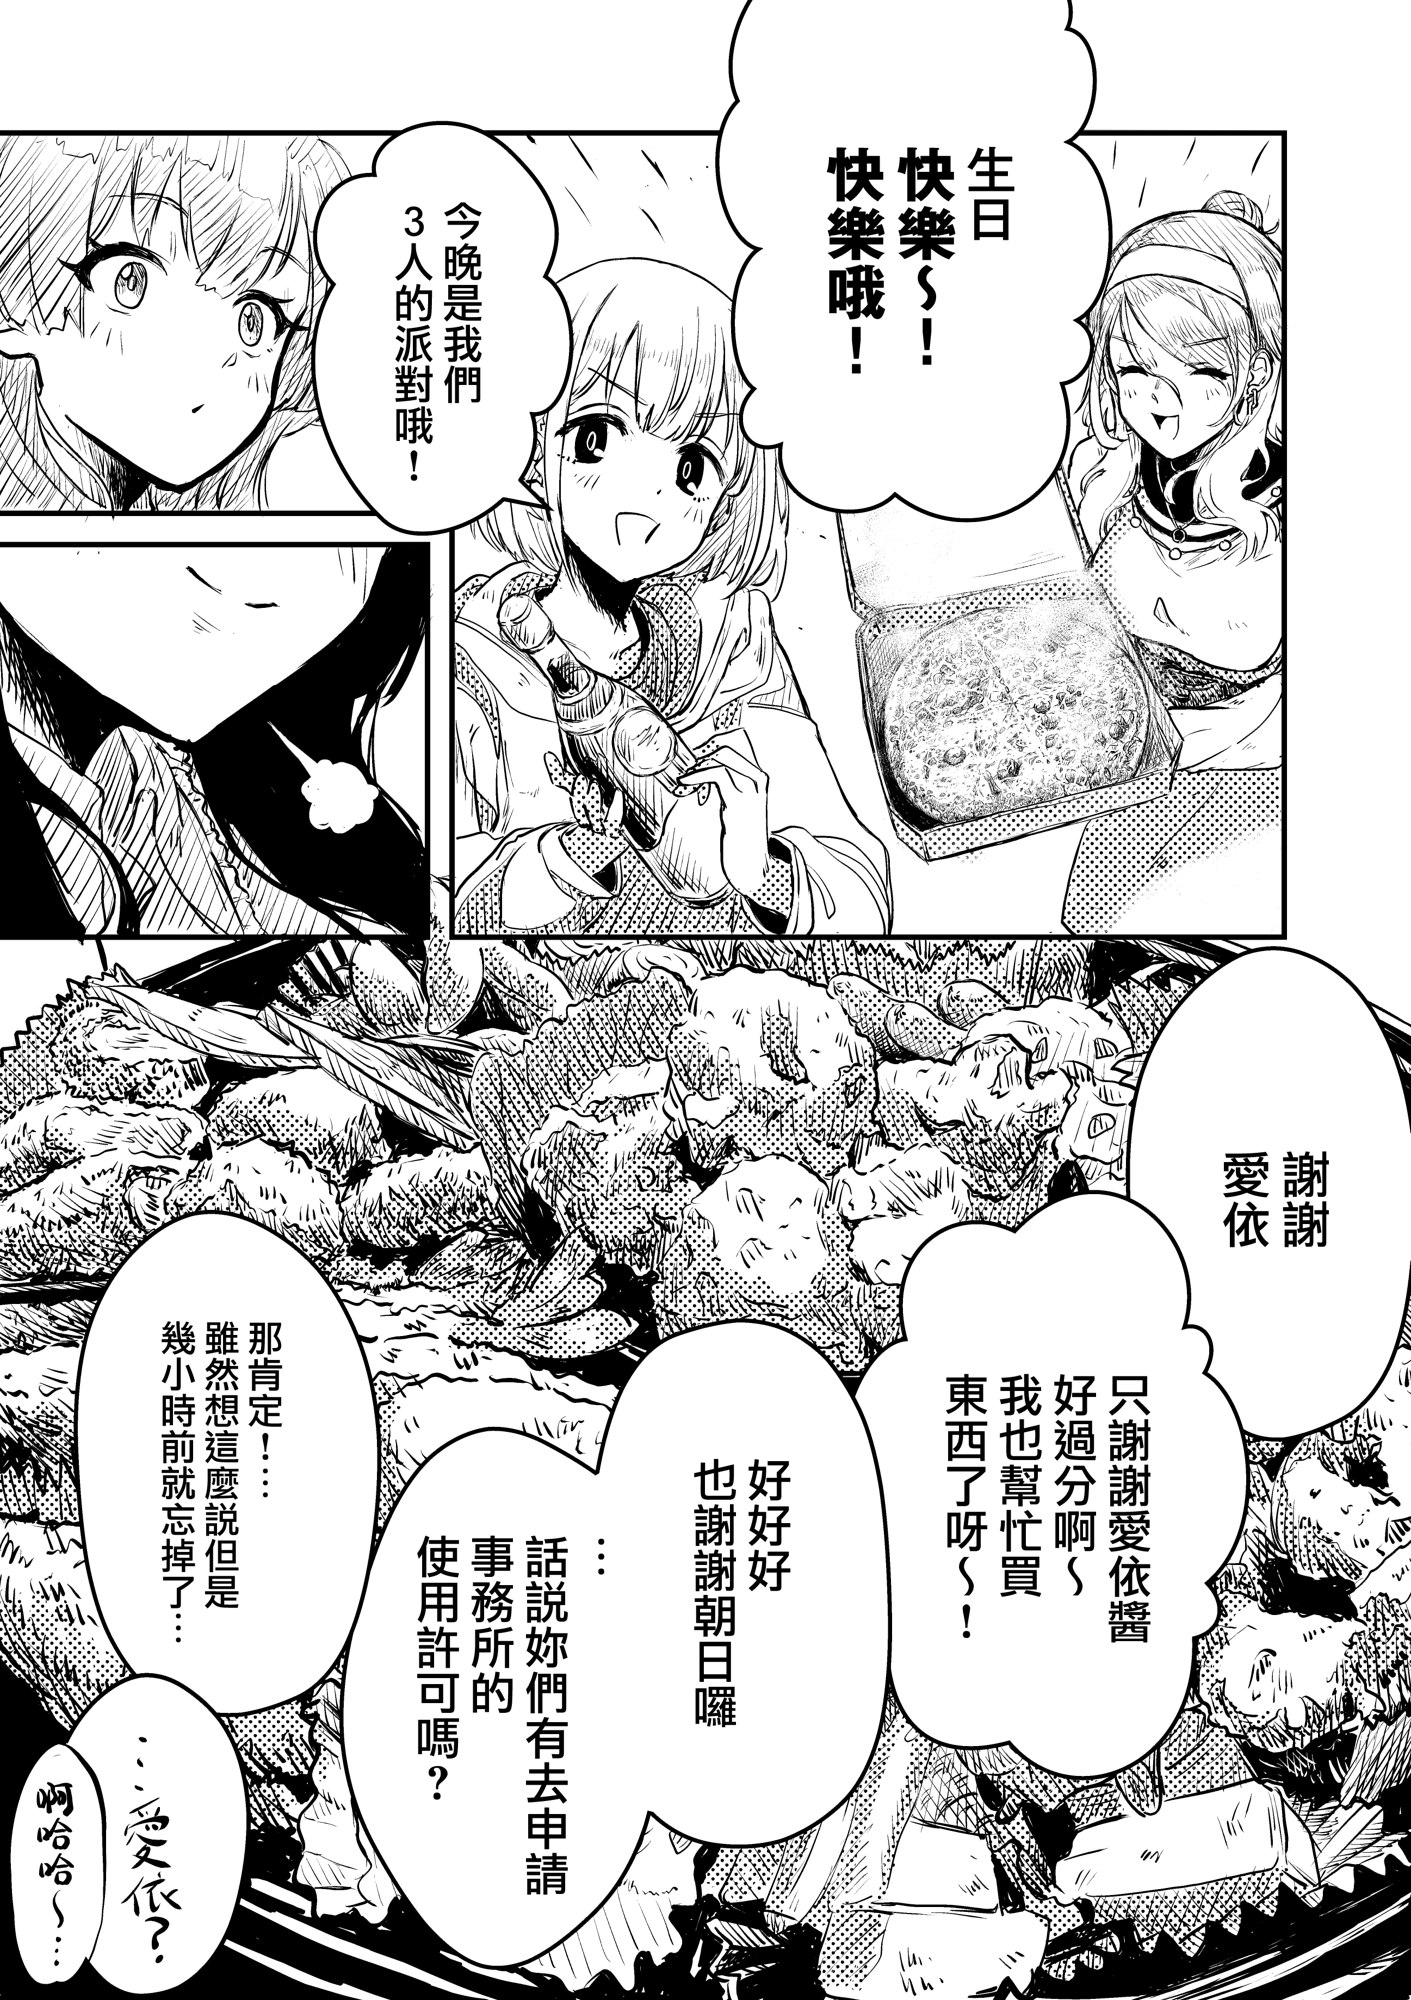 生日
快樂～！
快樂哦！
今晚是我們
3人的派對哦！
謝謝
愛依
只謝謝愛依醬
好過分啊～
我也幫忙買
東西了呀～！
好好好
也謝謝朝日囉
…
話說妳們有去申請
事務所的
使用許可嗎？
那肯定！…
雖然想這麼說但是
幾小時前就忘掉了…
…愛依？
啊哈哈～…